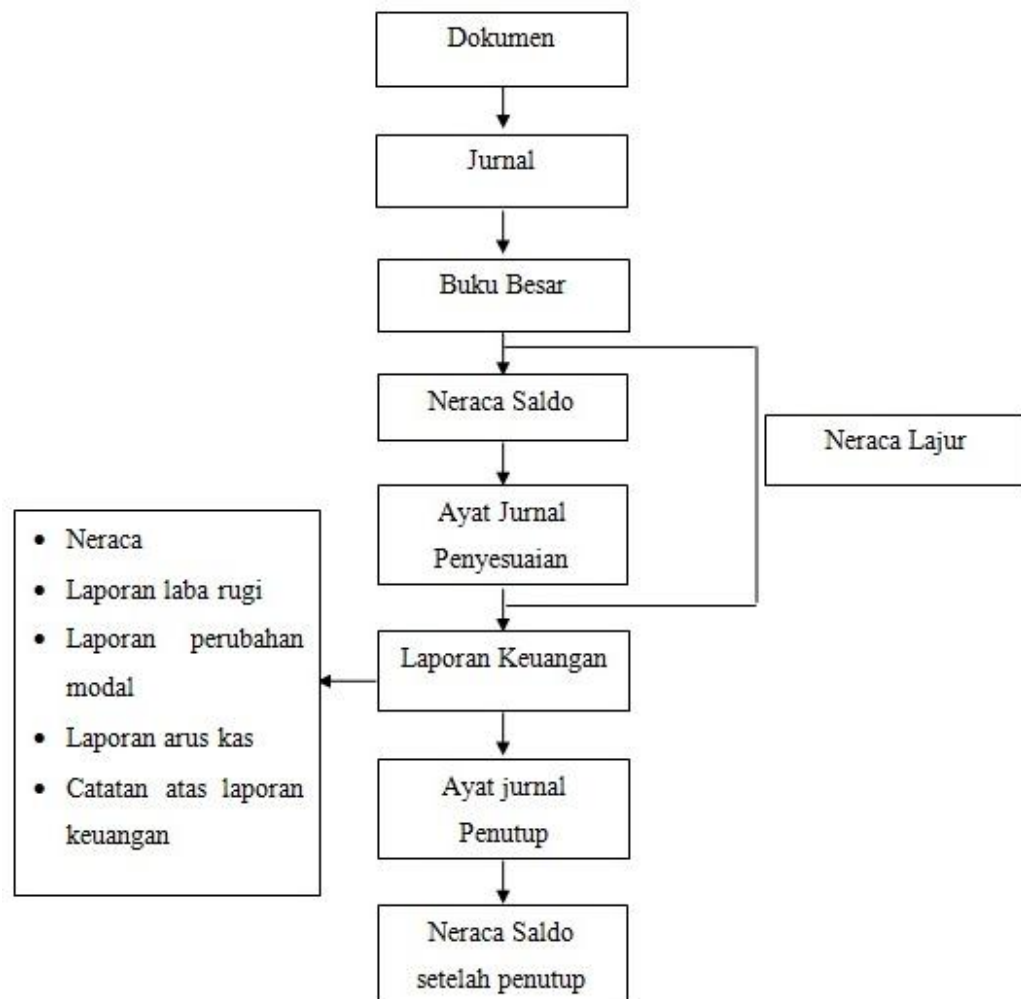 Dokumen
Jurnal
Buku Besar
Neraca Saldo
Neraca Lajur
Ayat Jurnal
Penyesuaian
• Neraca
• Laporan laba rugi
• Laporan perubahan
modal
• Laporan arus kas
• Catatan atas laporan
keuangan
Laporan Keuangan
Ayat jurnal
Penutup
Neraca Saldo
setelah penutup